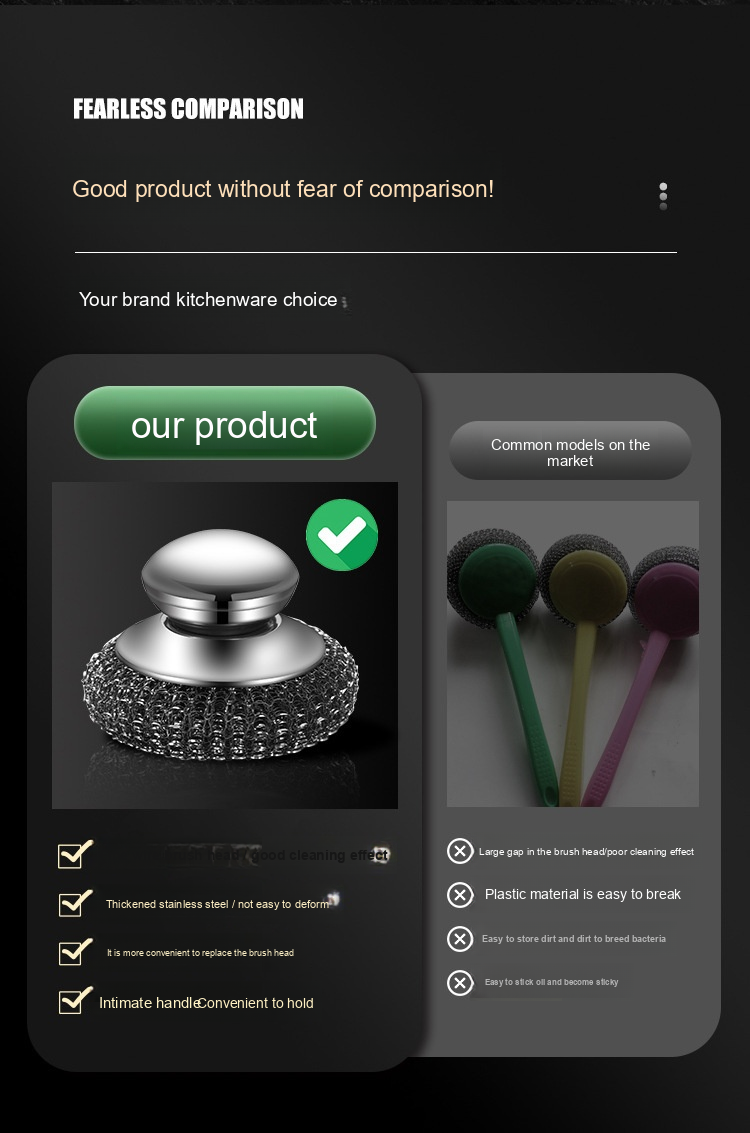 FEARLESS COMPARISON
Good product without fear of comparison!
Your brand kitchenware choice
our product
good cleaning effect
Thickened stainless steel / not easy to deform
It is more convenient to replace the brush head
Intimate handle Convenient to hold
Common models on the
market
Large gap in the brush head/poor cleaning effect
Plastic material is easy to break
Easy to store dirt and dirt to breed bacteria
Easy to stick oil and become sticky